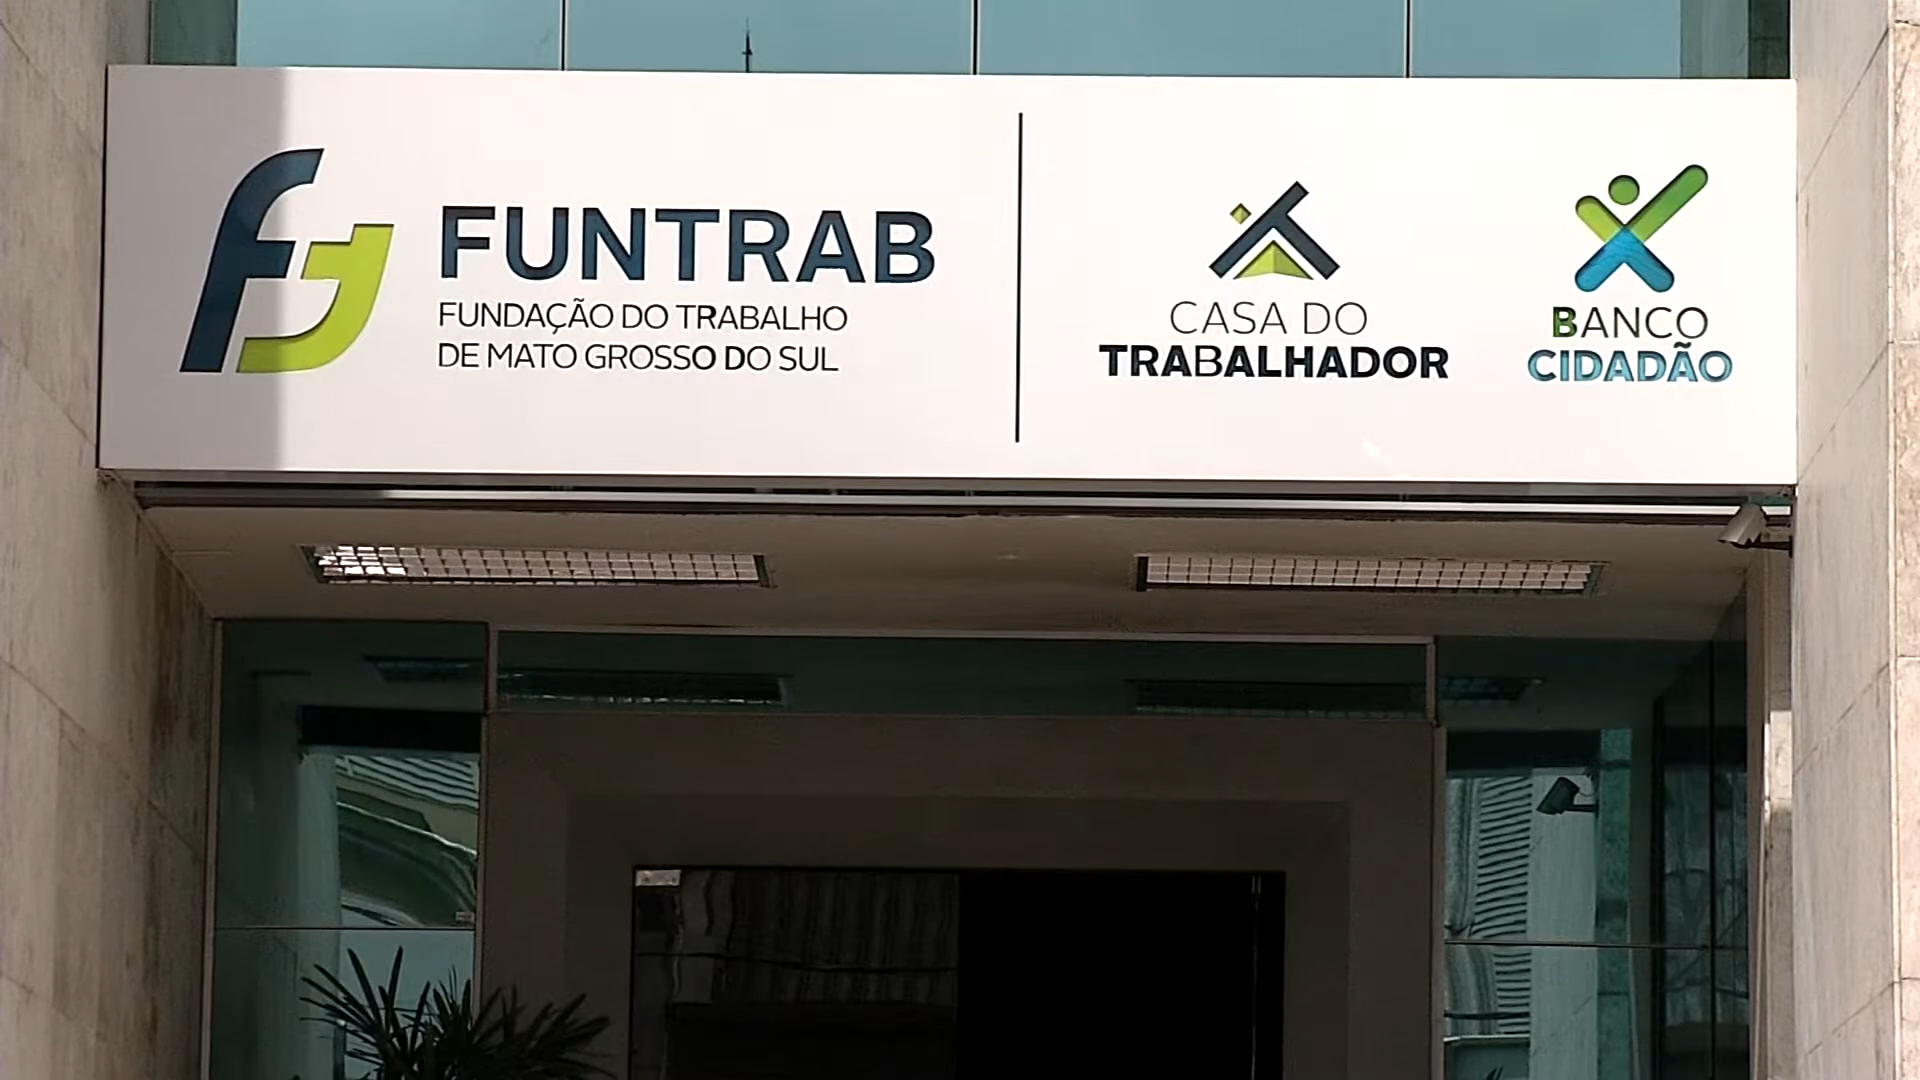 FUNTRAB
FUNDAÇÃO DO TRABALHO
DE MATO GROSSO DO SUL
CASA DO
TRABALHADOR
BANCO
CIDADÃO